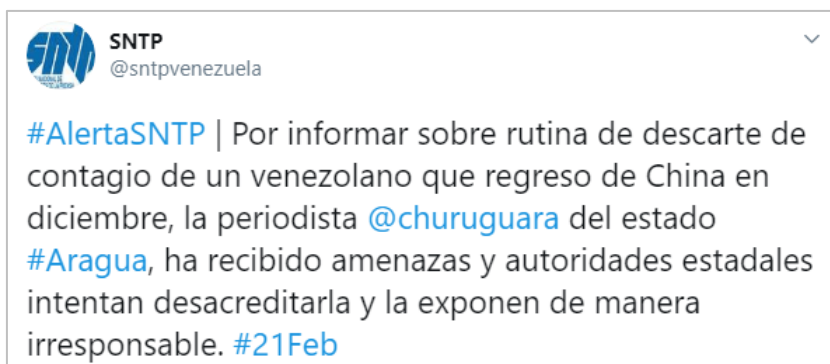 SNTP
@sntpvenezuela
#AlertaSNTP | Por informar sobre rutina de descarte de
contagio de un venezolano que regreso de China en
diciembre, la periodista @churuguara del estado
#Aragua, ha recibido amenazas y autoridades estadales
intentan desacreditarla y la exponen de manera
irresponsable. #21Feb